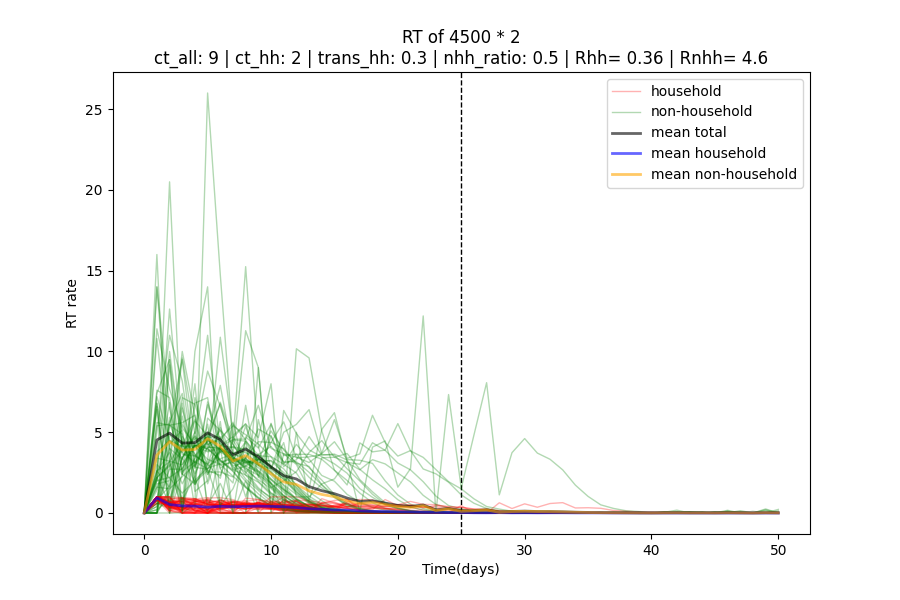 RT of 4500 * 2
ct_all: 9 | ct_hh: 2 | trans_hh: 0.3 | nhh_ratio: 0.5 | Rhh= 0.36 | Rnhh= 4.6
household
non-household
mean total
mean household
mean non-household
25
20
15
10
5
0
RT rate
0 10 20 30 40 50
Time(days)